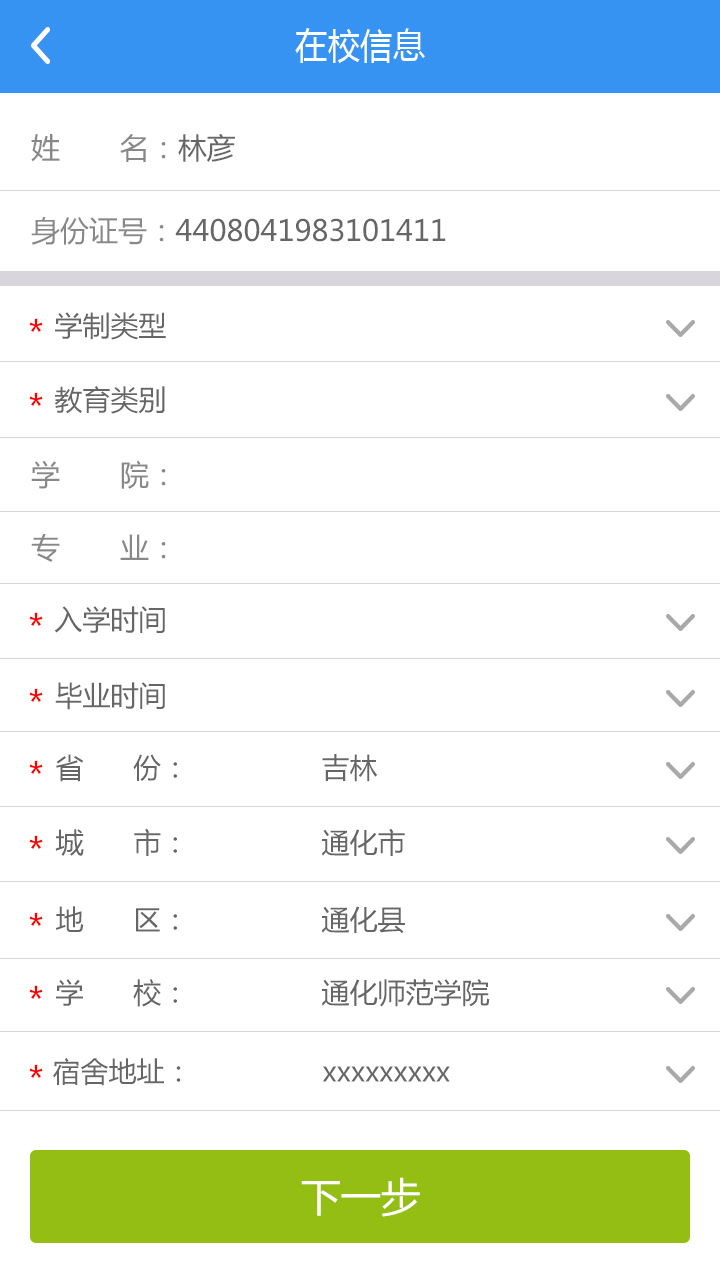 在校信息
姓 名：林彦
身份证号：4408041983101411
* 学制类型
* 教育类别
学 院：
专 业：
* 入学时间
* 毕业时间
* 省 份： 吉林
* 城 市： 通化市
* 地 区： 通化县
* 学 校： 通化师范学院
* 宿舍地址： xxxxxxxxx
下一步